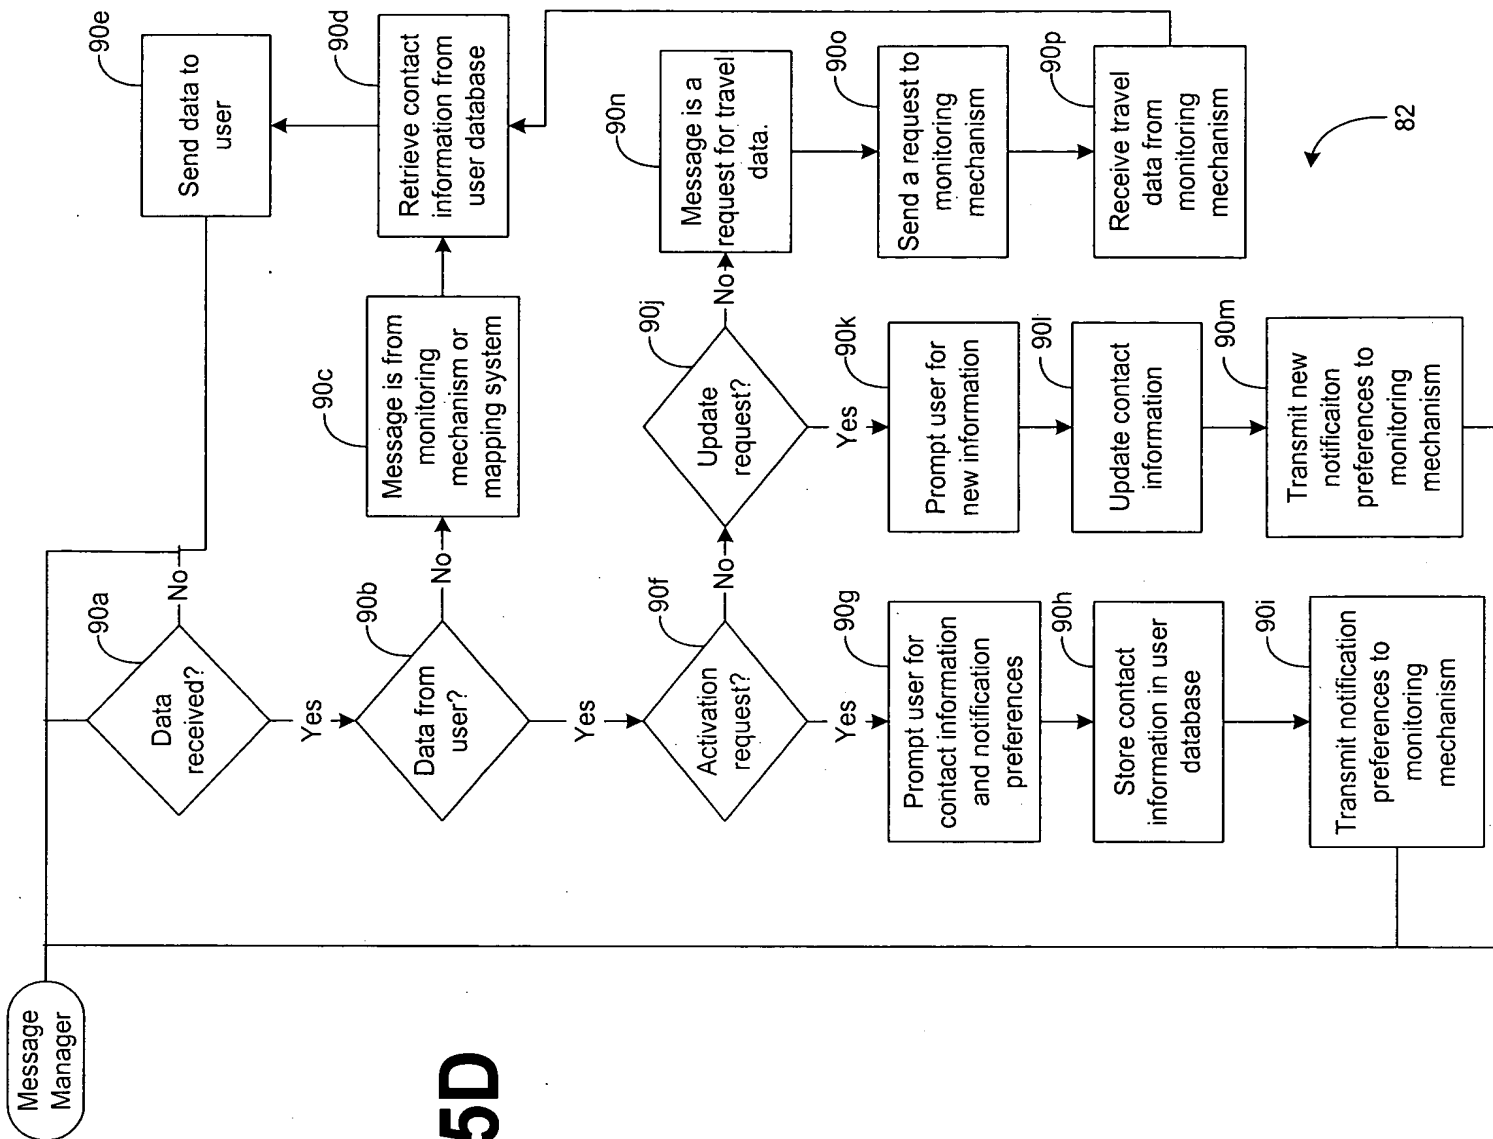 Message
Manager
90a
Data
received?
No
Yes
90b
Data from
user?
No
Yes
90c
Message is from
monitoring
mechanism or
mapping system
90d
Retrieve contact
information from
user database
90e
Send data to
user
90f
Activation
request?
No
Yes
90g
Prompt user for
contact information
and notification
preferences
90h
Store contact
information in user
database
90i
Transmit notification
preferences to
monitoring
mechanism
90j
Update
request?
No
Yes
90k
Prompt user for
new information
90l
Update contact
information
90m
Transmit new
notificaiton
preferences to
monitoring
mechanism
90n
Message is a
request for travel
data.
90o
Send a request to
monitoring
mechanism
90p
Receive travel
data from
monitoring
mechanism
82
5D